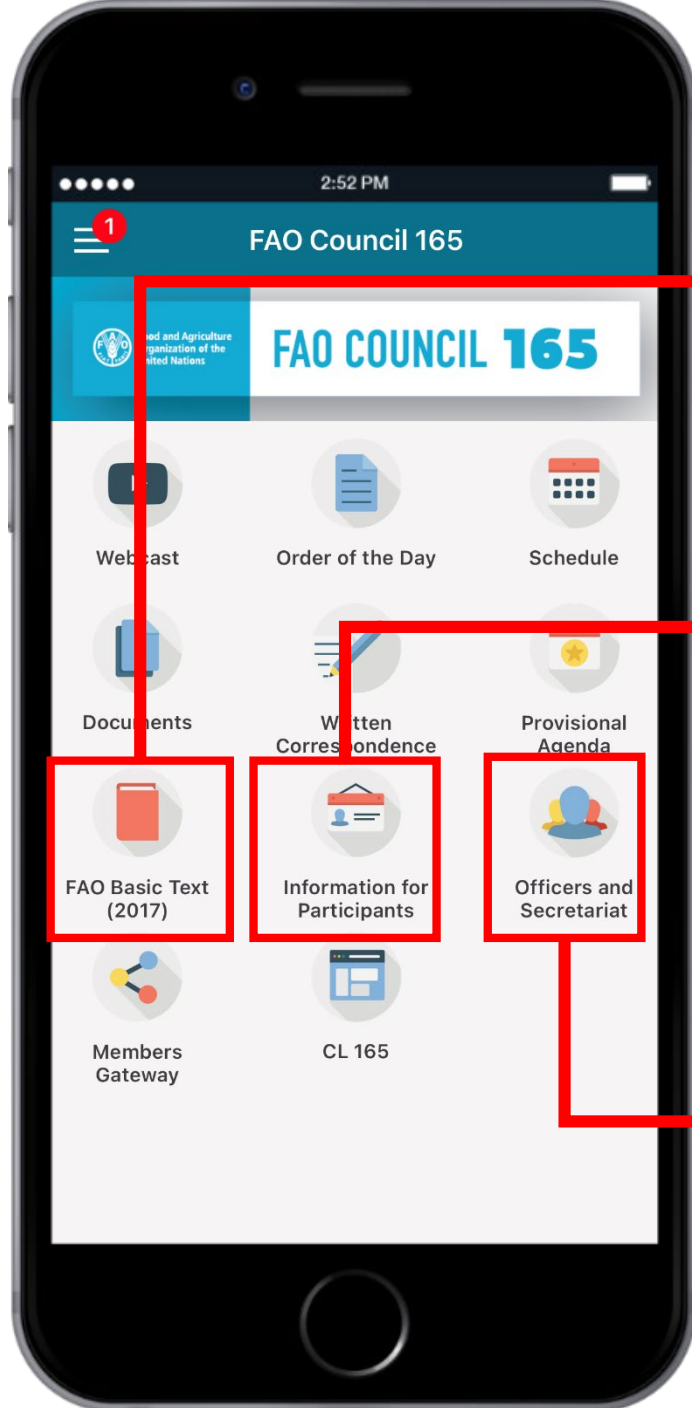 2:52 PM
1
FAO Council 165
FAO
Food and Agriculture
Organization of the
United Nations
FAO COUNCIL 165
Webcast
Order of the Day
Schedule
Documents
Written
Correspondence
Provisional
Agenda
FAO Basic Text
(2017)
Information for
Participants
Officers and
Secretariat
Members
Gateway
CL 165